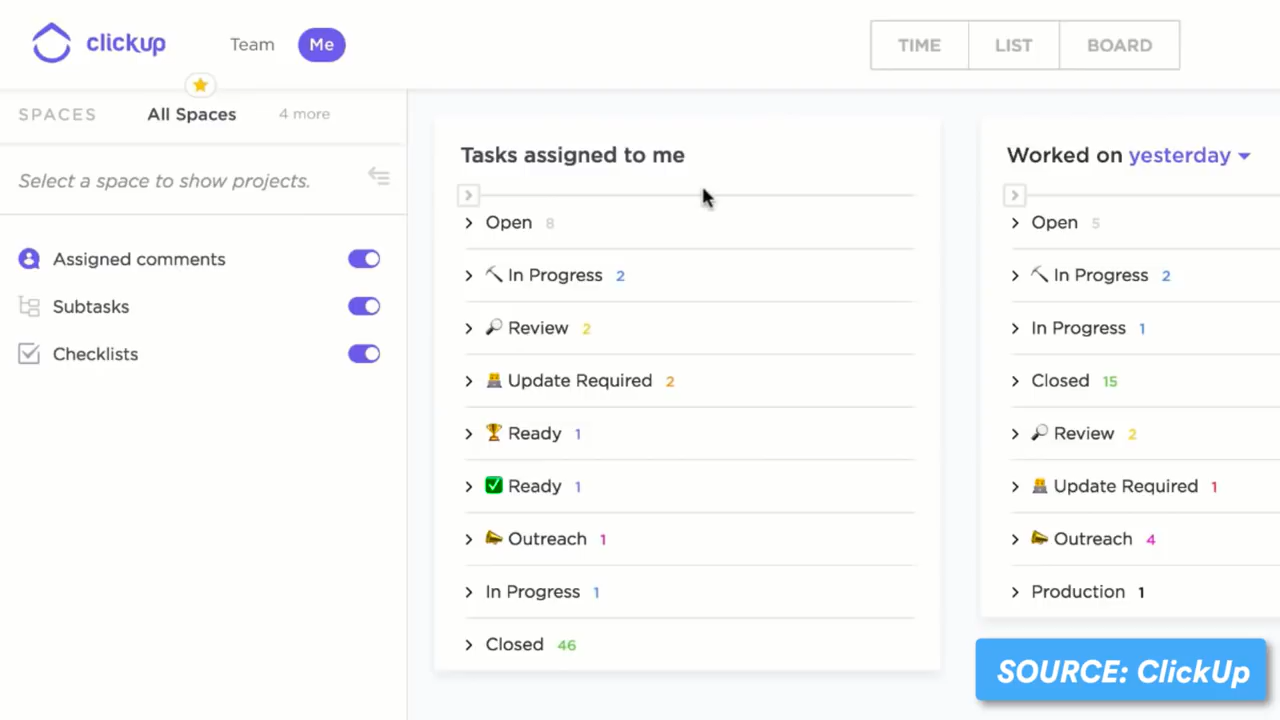 clickup Team Me TIME LIST BOARD
SPACES All Spaces 4 more
Select a space to show projects.
Assigned comments
Subtasks
Checklists
Tasks assigned to me
Open 8
In Progress 2
Review 2
Update Required 2
Ready 1
Ready 1
Outreach 1
In Progress 1
Closed 46
Worked on yesterday
Open 5
In Progress 2
In Progress 1
Closed 15
Review 2
Update Required 1
Outreach 4
Production 1
SOURCE: ClickUp